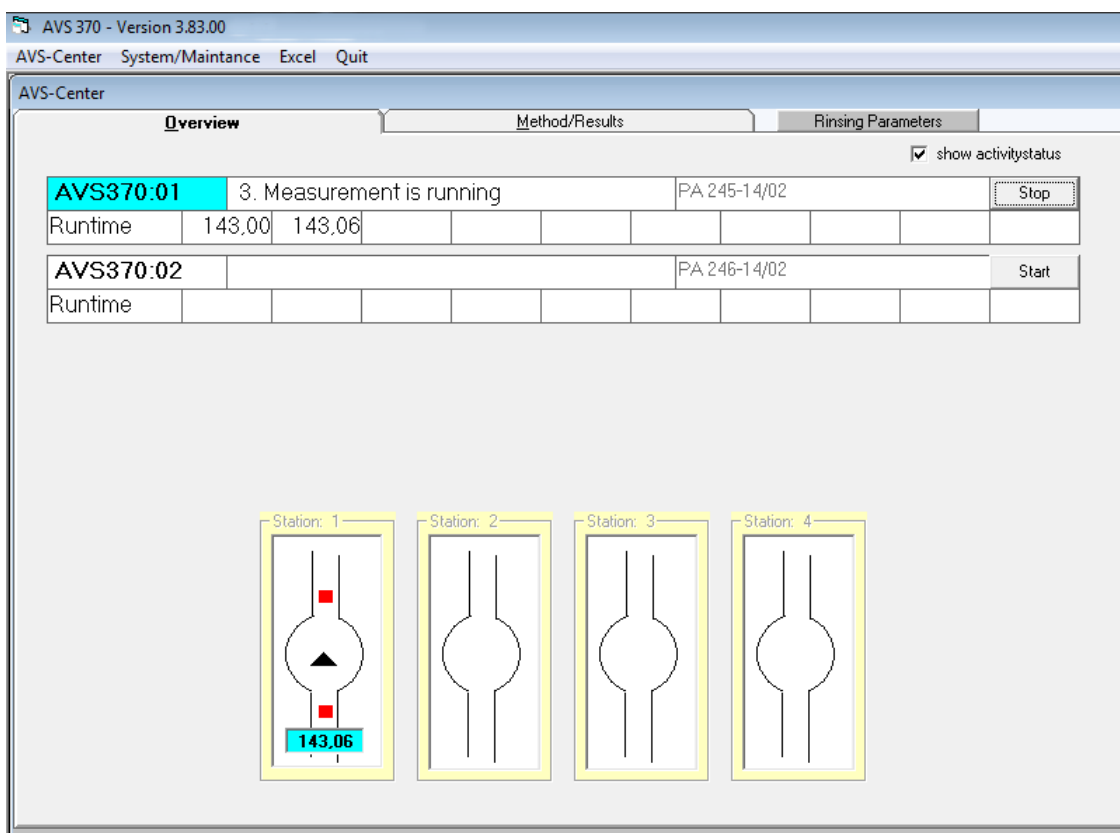 AVS 370 - Version 3.83.00
AVS-Center System/Maintance Excel Quit
AVS-Center
Overview Method/Results Rinsing Parameters
show activitystatus
AVS370:01 3. Measurement is running PA 245-14/02 Stop
Runtime 143,00 143,06
AVS370:02 PA 246-14/02 Start
Runtime
Station: 1 Station: 2 Station: 3 Station: 4
143,06